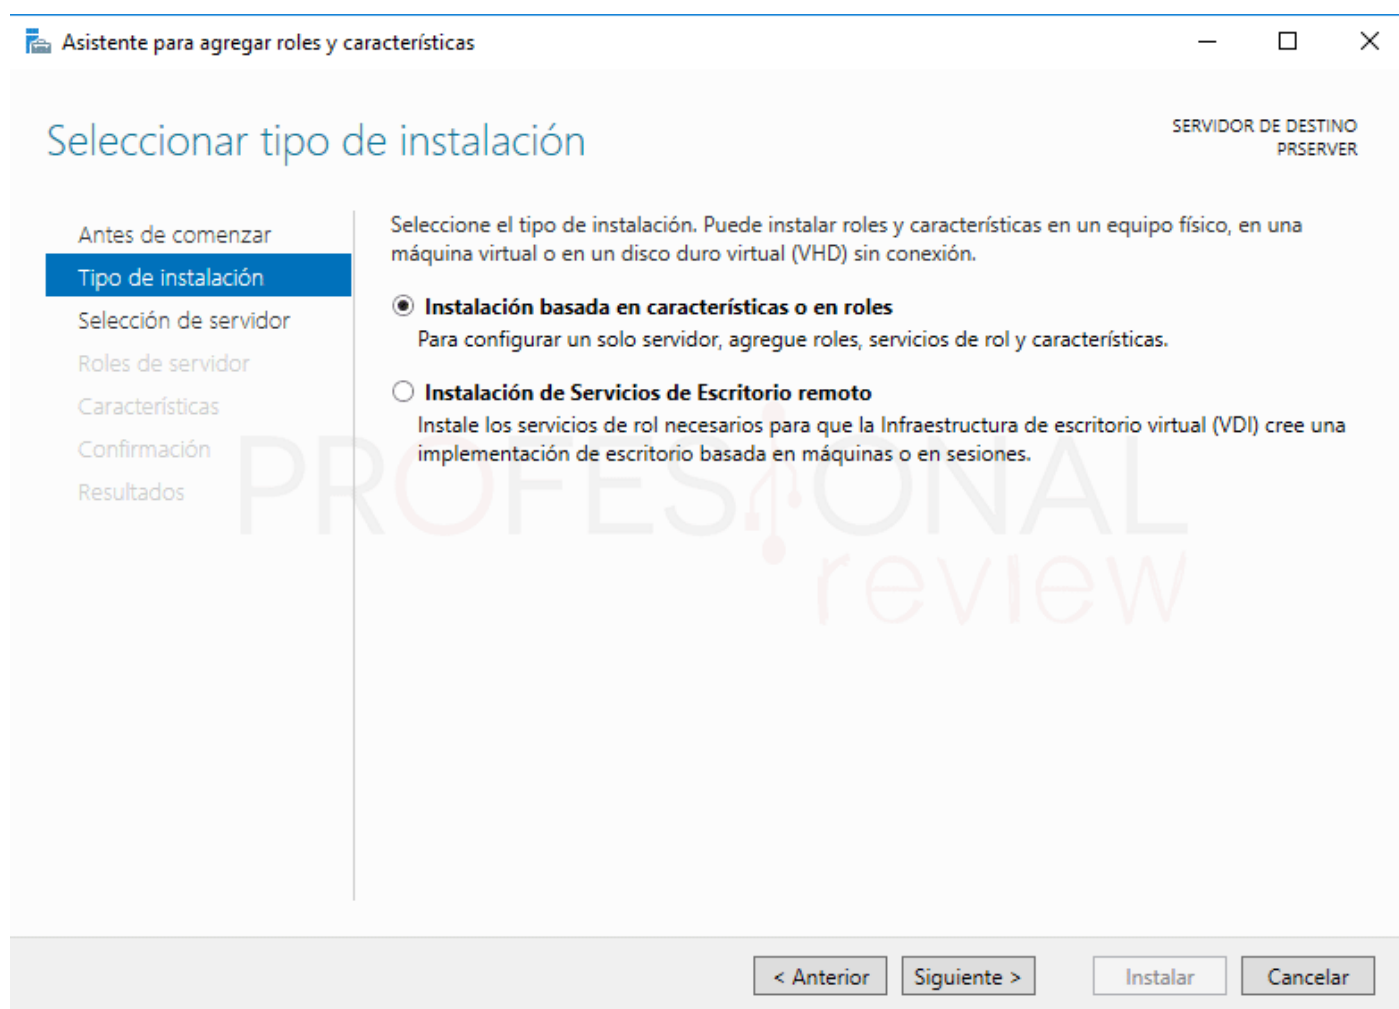 Asistente para agregar roles y características
Seleccionar tipo de instalación
SERVIDOR DE DESTINO
PRSERVER
Antes de comenzar
Tipo de instalación
Selección de servidor
Roles de servidor
Características
Confirmación
Resultados
Seleccione el tipo de instalación. Puede instalar roles y características en un equipo físico, en una
máquina virtual o en un disco duro virtual (VHD) sin conexión.
Instalación basada en características o en roles
Para configurar un solo servidor, agregue roles, servicios de rol y características.
Instalación de Servicios de Escritorio remoto
Instale los servicios de rol necesarios para que la Infraestructura de escritorio virtual (VDI) cree una
implementación de escritorio basada en máquinas o en sesiones.
PROFESIONAL
review
< Anterior
Siguiente >
Instalar
Cancelar